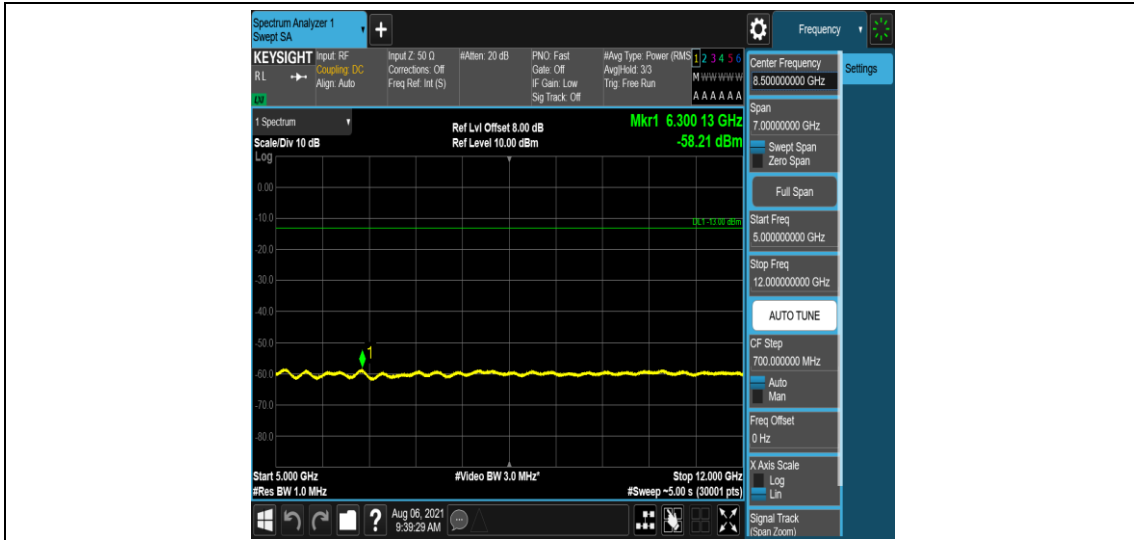 Spectrum Analyzer 1
Swept SA
Frequency
KEYSIGHT
RL
Input: RF
Coupling: DC
Align: Auto
Input Z: 50 Ω
Corrections: Off
Freq Ref: Int (S)
#Atten: 20 dB
PNO: Fast
Gate: Off
IF Gain: Low
Sig Track: Off
#Avg Type: Power (RMS
Avg|Hold: 3/3
Trig: Free Run
1 2 3 4 5 6
M W W W W W
A A A A A A
1 Spectrum
Scale/Div 10 dB
Log
Ref Lvl Offset 8.00 dB
Ref Level 10.00 dBm
Mkr1 6.300 13 GHz
-58.21 dBm
0.00
-10.0
DL1 -13.00 dBm
-20.0
-30.0
-40.0
-50.0
1
-60.0
-70.0
-80.0
Start 5.000 GHz
#Video BW 3.0 MHz*
Stop 12.000 GHz
#Res BW 1.0 MHz
#Sweep ~5.00 s (30001 pts)
Aug 06, 2021
9:39:29 AM
Center Frequency
8.500000000 GHz
Settings
Span
7.00000000 GHz
Swept Span
Zero Span
Full Span
Start Freq
5.000000000 GHz
Stop Freq
12.000000000 GHz
AUTO TUNE
CF Step
700.000000 MHz
Auto
Man
Freq Offset
0 Hz
X Axis Scale
Log
Lin
Signal Track
(Span Zoom)